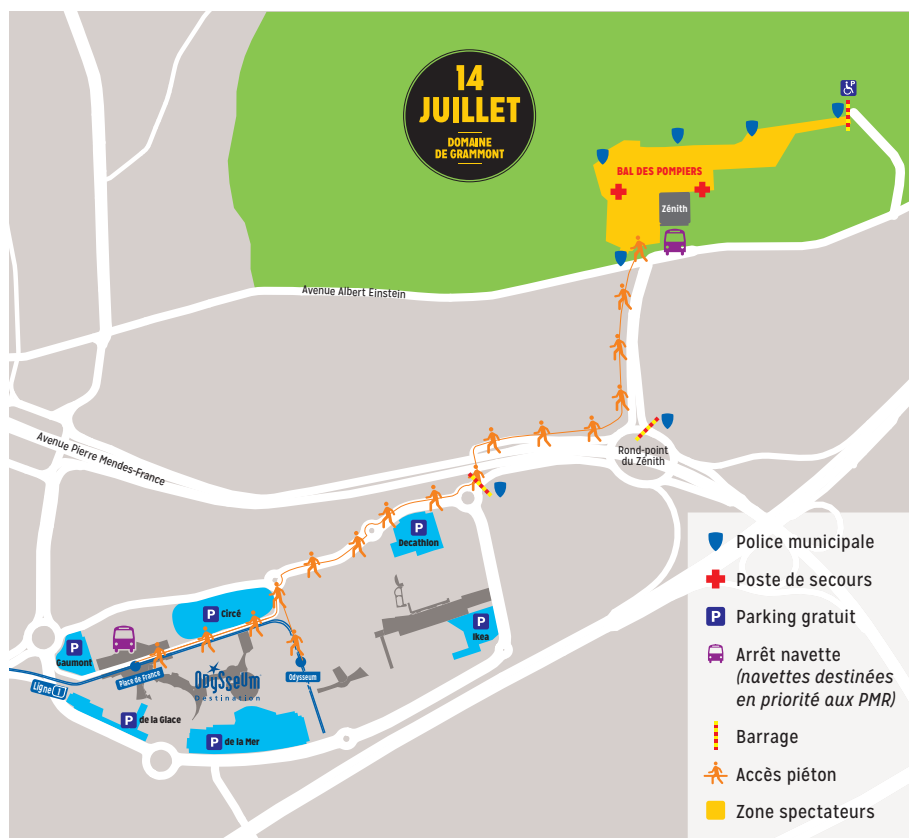 14
JUILLET
DOMAINE
DE GRAMMONT
P
BAL DES POMPIERS
Zénith
Avenue Albert Einstein
Avenue Pierre Mendes-France
Rond-point
du Zénith
P
Decathlon
P Circé
P
Ikea
P
Gaumont
Place de France
Ligne 1
Odysseum
Destination
Odysseum
P de la Glace
P de la Mer
Police municipale
Poste de secours
P Parking gratuit
Arrêt navette
(navettes destinées
en priorité aux PMR)
Barrage
Accès piéton
Zone spectateurs